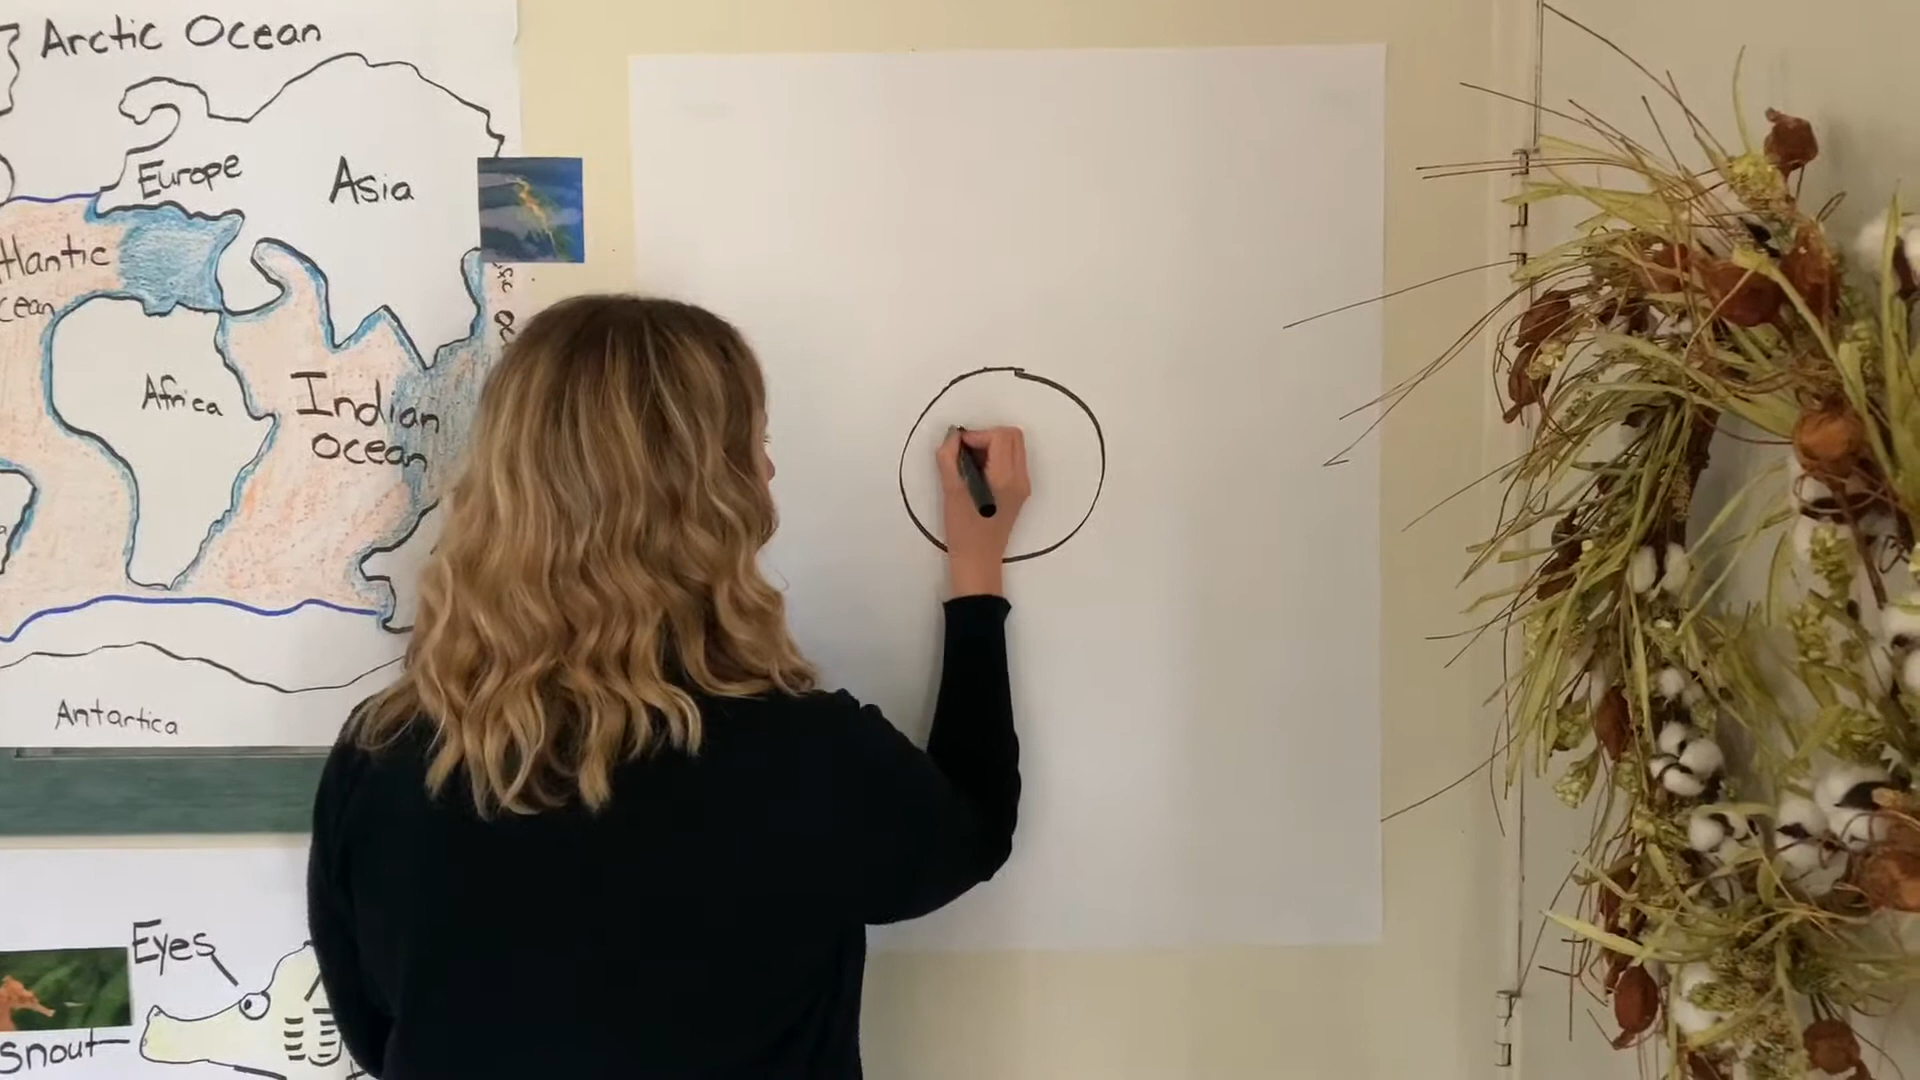 Arctic Ocean
Europe
Asia
tlantic
cean
Africa
Indian
ocean
Antartica
Eyes
snout